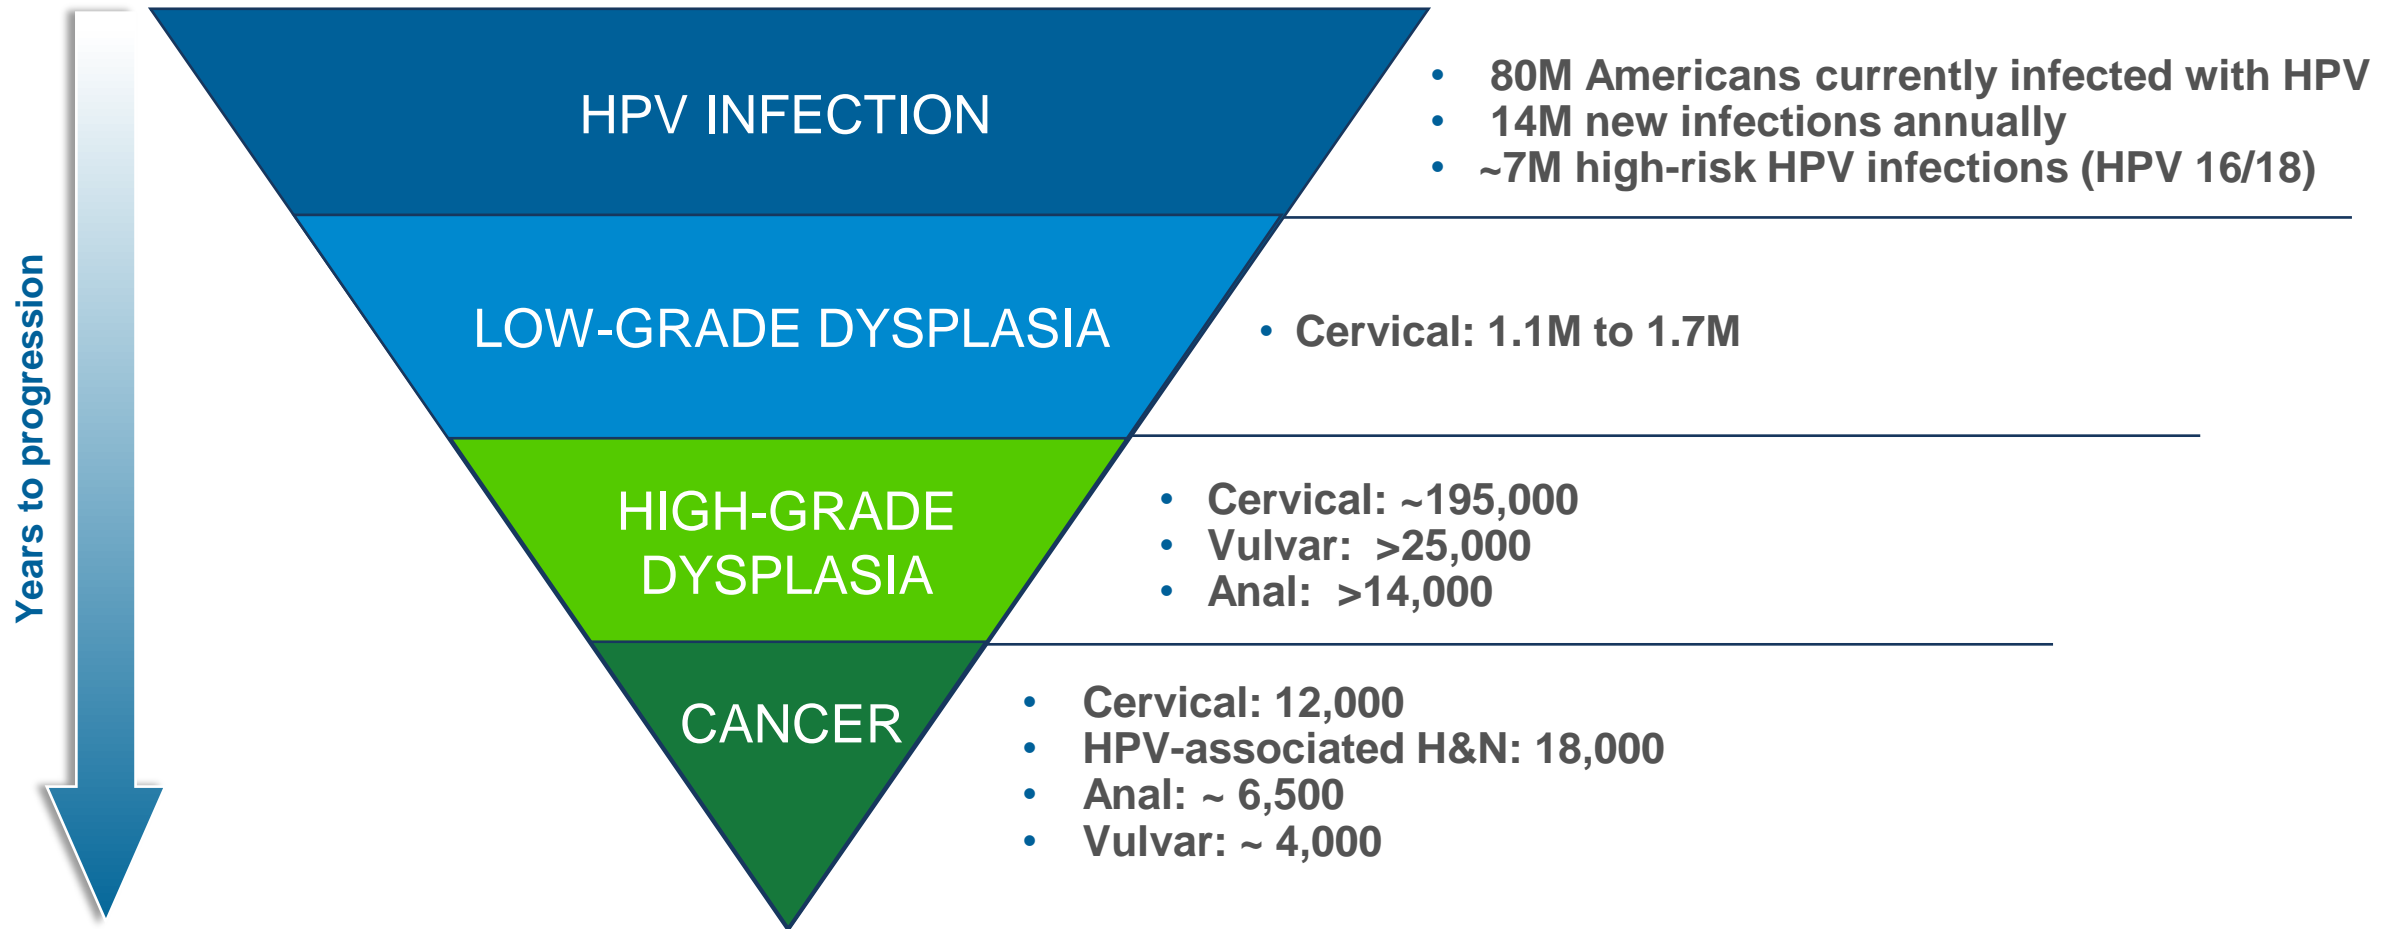 Years to progression
HPV INFECTION
• 80M Americans currently infected with HPV
• 14M new infections annually
• ~7M high-risk HPV infections (HPV 16/18)
LOW-GRADE DYSPLASIA
• Cervical: 1.1M to 1.7M
HIGH-GRADE
DYSPLASIA
• Cervical: ~195,000
• Vulvar: >25,000
• Anal: >14,000
CANCER
• Cervical: 12,000
• HPV-associated H&N: 18,000
• Anal: ~ 6,500
• Vulvar: ~ 4,000